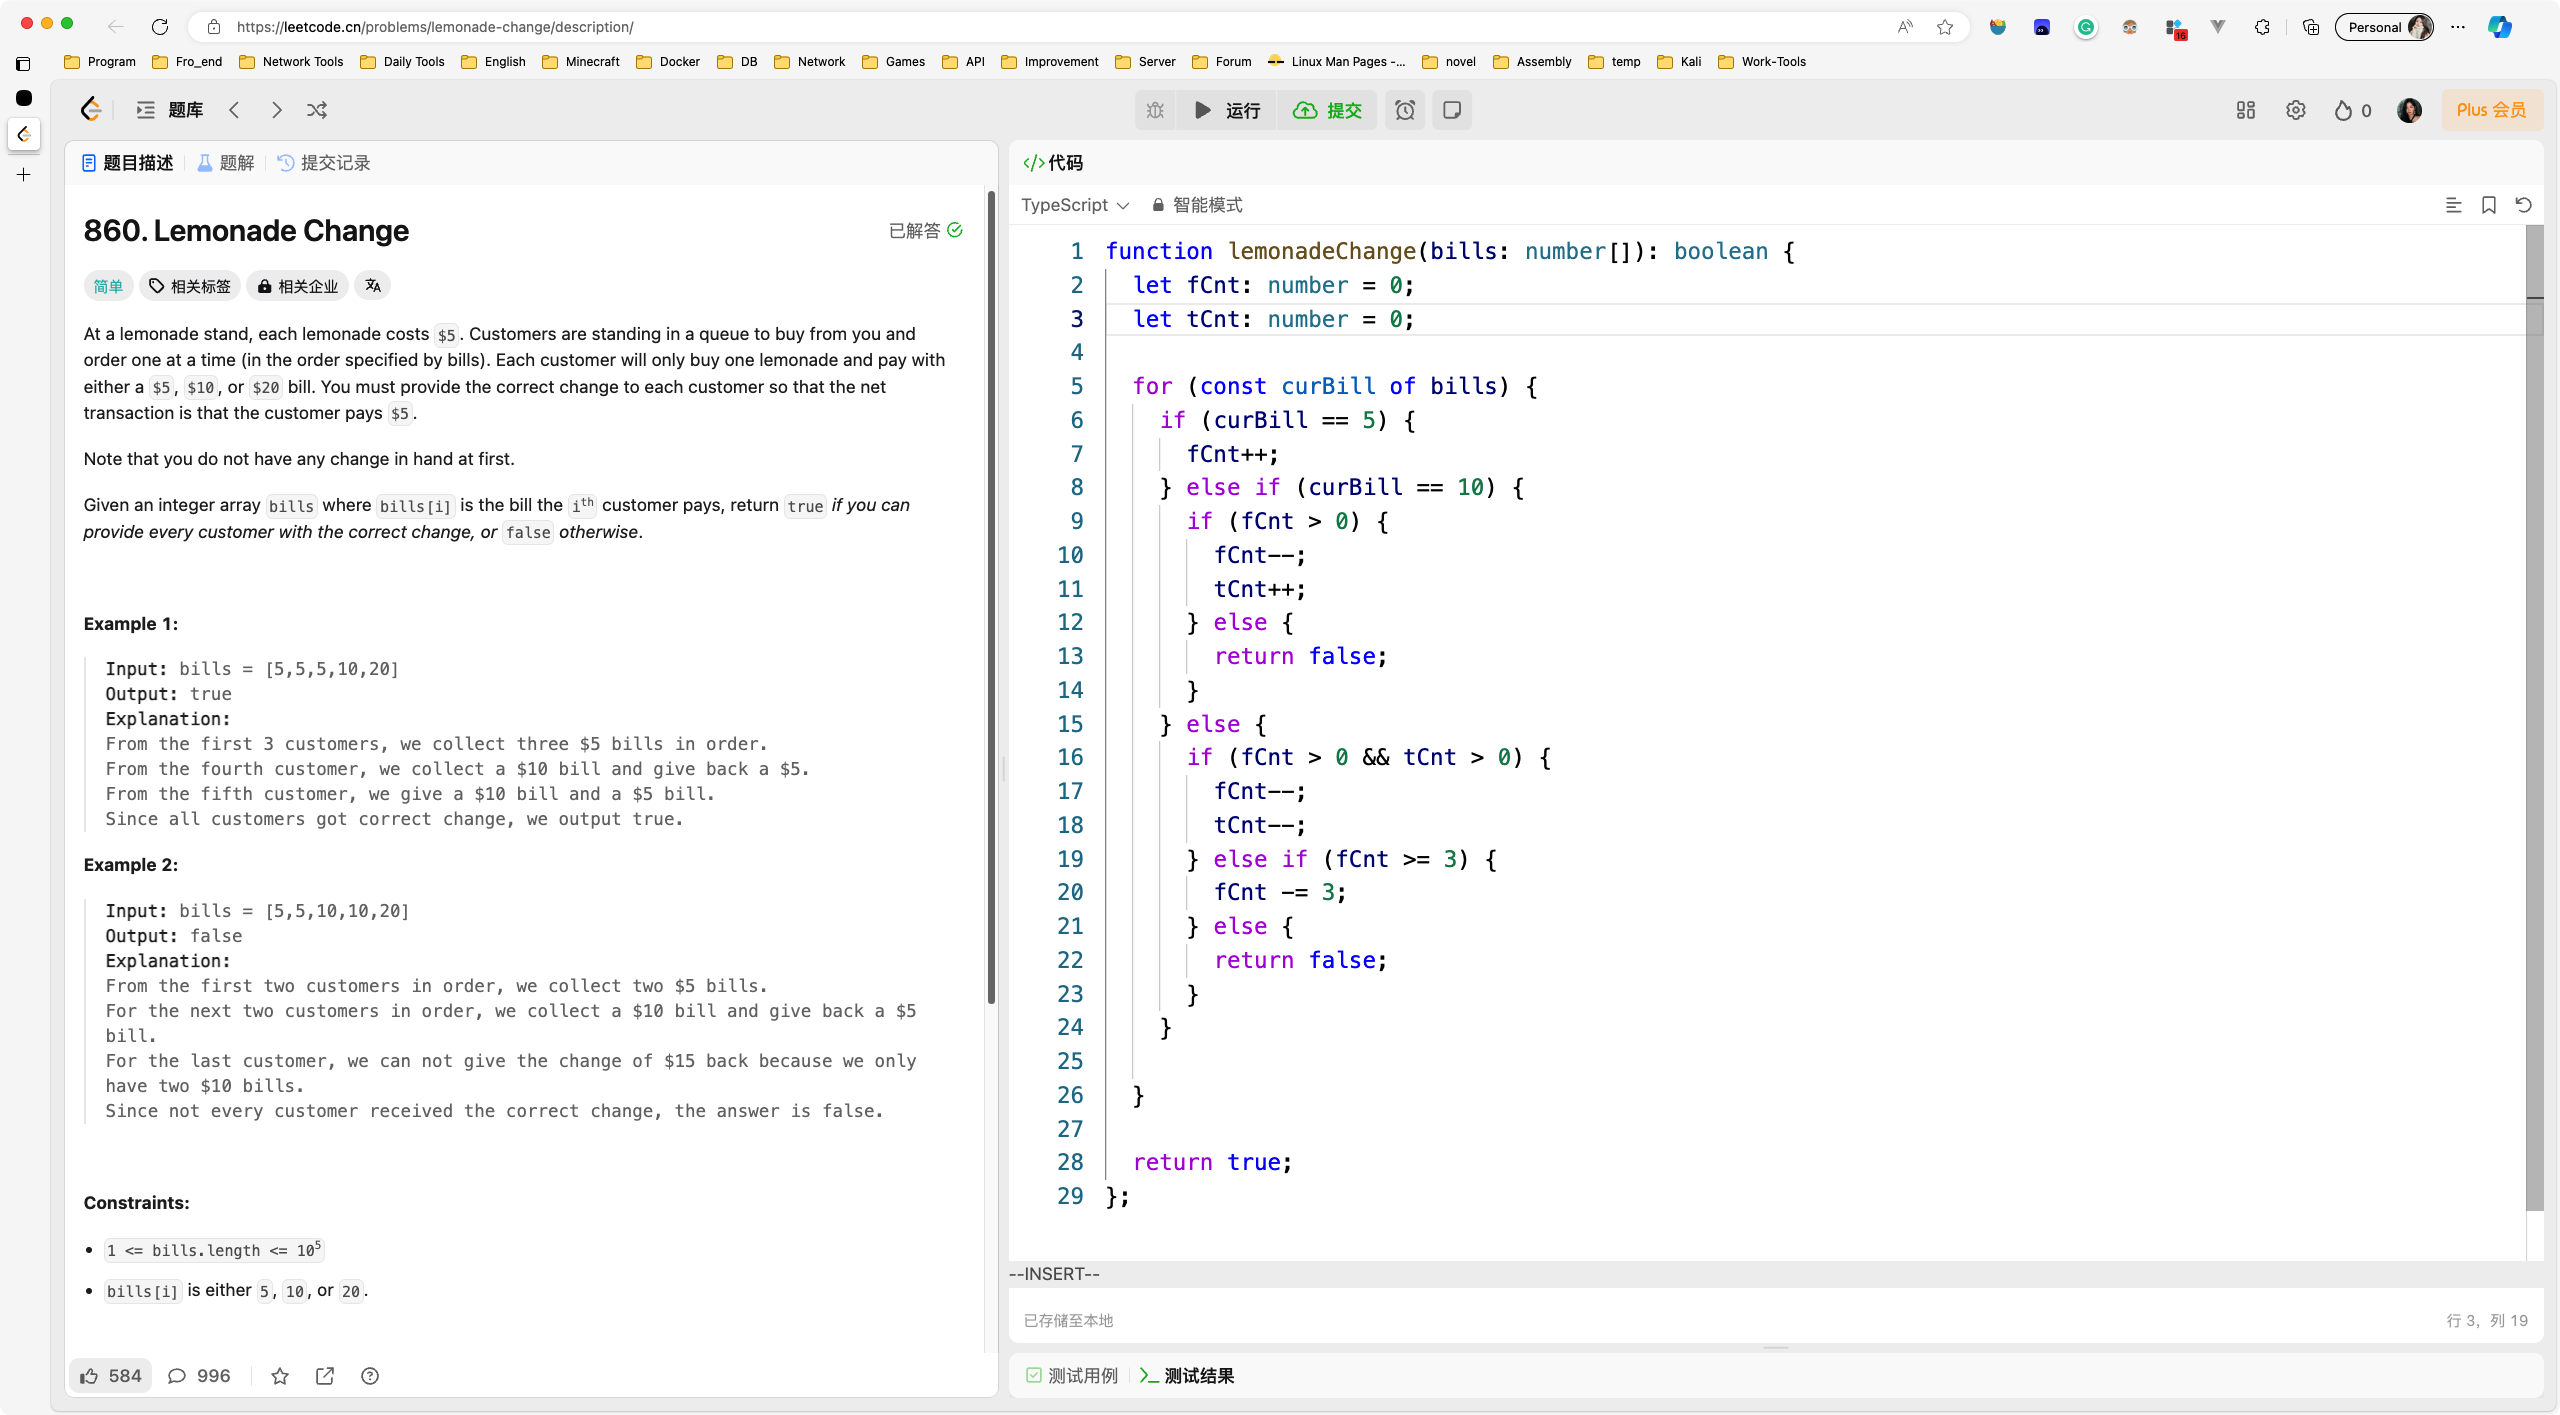 https://leetcode.cn/problems/lemonade-change/description/
Personal
16
Program Fro_end Network Tools Daily Tools English Minecraft Docker DB Network Games API Improvement Server Forum Linux Man Pages -... novel Assembly temp Kali Work-Tools
题库
运行
提交
0
Plus 会员
题目描述
题解
提交记录
860. Lemonade Change
已解答
简单
相关标签
相关企业
At a lemonade stand, each lemonade costs $5. Customers are standing in a queue to buy from you and
order one at a time (in the order specified by bills). Each customer will only buy one lemonade and pay with
either a $5, $10, or $20 bill. You must provide the correct change to each customer so that the net
transaction is that the customer pays $5.
Note that you do not have any change in hand at first.
Given an integer array bills where bills[i] is the bill the ith customer pays, return true if you can
provide every customer with the correct change, or false otherwise.
Example 1:
Input: bills = [5,5,5,10,20]
Output: true
Explanation:
From the first 3 customers, we collect three $5 bills in order.
From the fourth customer, we collect a $10 bill and give back a $5.
From the fifth customer, we give a $10 bill and a $5 bill.
Since all customers got correct change, we output true.
Example 2:
Input: bills = [5,5,10,10,20]
Output: false
Explanation:
From the first two customers in order, we collect two $5 bills.
For the next two customers in order, we collect a $10 bill and give back a $5
bill.
For the last customer, we can not give the change of $15 back because we only
have two $10 bills.
Since not every customer received the correct change, the answer is false.
Constraints:
• 1 <= bills.length <= 10^5
• bills[i] is either 5, 10, or 20.
584
996
代码
TypeScript
智能模式
1 function lemonadeChange(bills: number[]): boolean {
2   let fCnt: number = 0;
3   let tCnt: number = 0;
4
5   for (const curBill of bills) {
6     if (curBill == 5) {
7       fCnt++;
8     } else if (curBill == 10) {
9       if (fCnt > 0) {
10         fCnt--;
11         tCnt++;
12       } else {
13         return false;
14       }
15     } else {
16       if (fCnt > 0 && tCnt > 0) {
17         fCnt--;
18         tCnt--;
19       } else if (fCnt >= 3) {
20         fCnt -= 3;
21       } else {
22         return false;
23       }
24     }
25
26   }
27
28   return true;
29 };
--INSERT--
已存储至本地
行 3，列 19
测试用例
测试结果